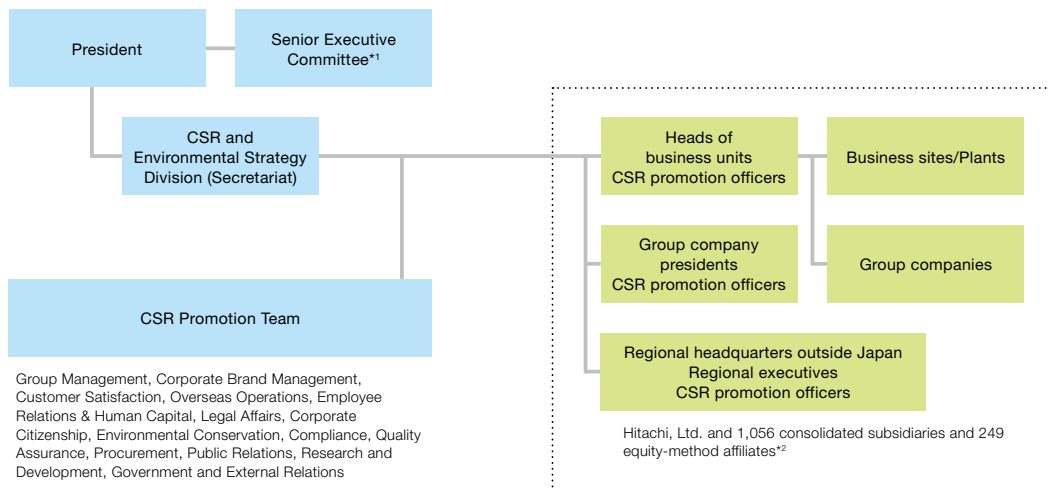 President
Senior Executive
Committee*1
CSR and
Environmental Strategy
Division (Secretariat)
Heads of
business units
CSR promotion officers
Business sites/Plants
Group company
presidents
CSR promotion officers
Group companies
CSR Promotion Team
Regional headquarters outside Japan
Regional executives
CSR promotion officers
Group Management, Corporate Brand Management,
Customer Satisfaction, Overseas Operations, Employee
Relations & Human Capital, Legal Affairs, Corporate
Citizenship, Environmental Conservation, Compliance, Quality
Assurance, Procurement, Public Relations, Research and
Development, Government and External Relations
Hitachi, Ltd. and 1,056 consolidated subsidiaries and 249
equity-method affiliates*2